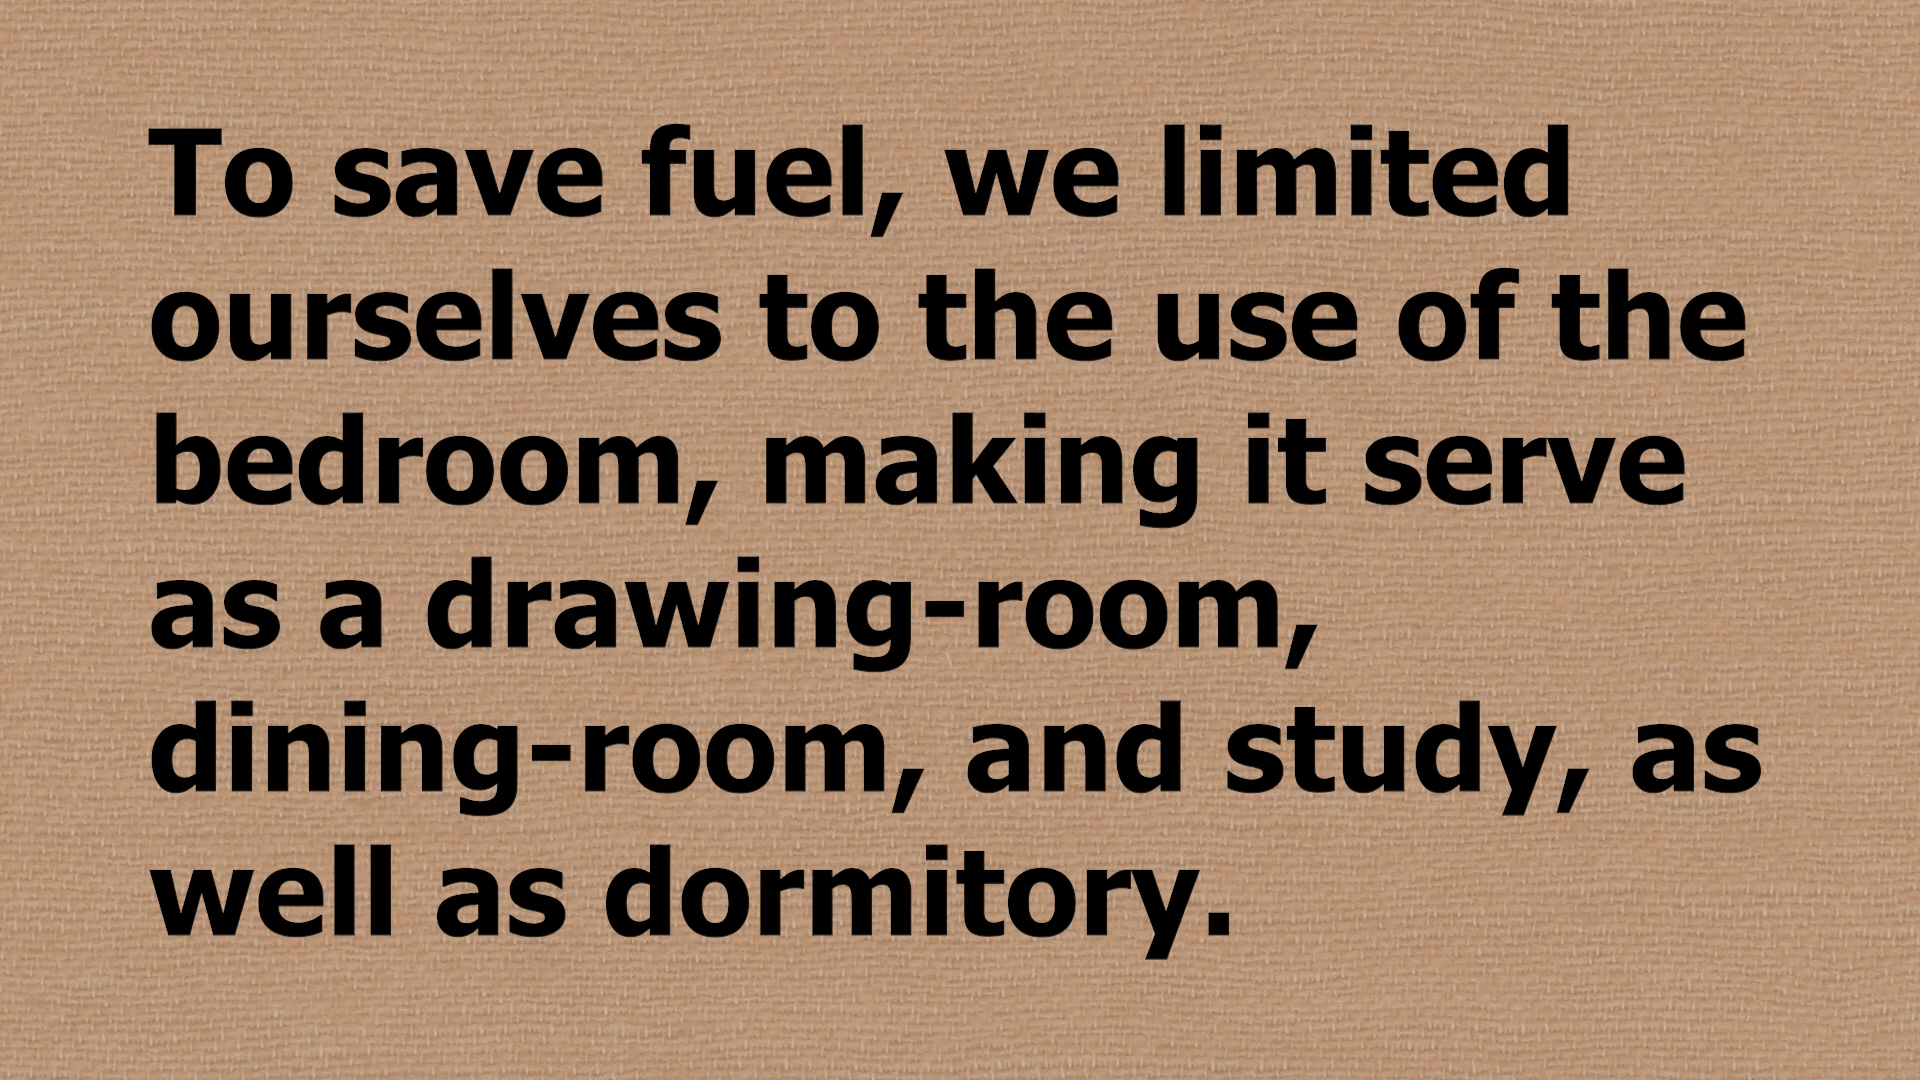 To save fuel, we limited
ourselves to the use of the
bedroom, making it serve
as a drawing-room,
dining-room, and study, as
well as dormitory.